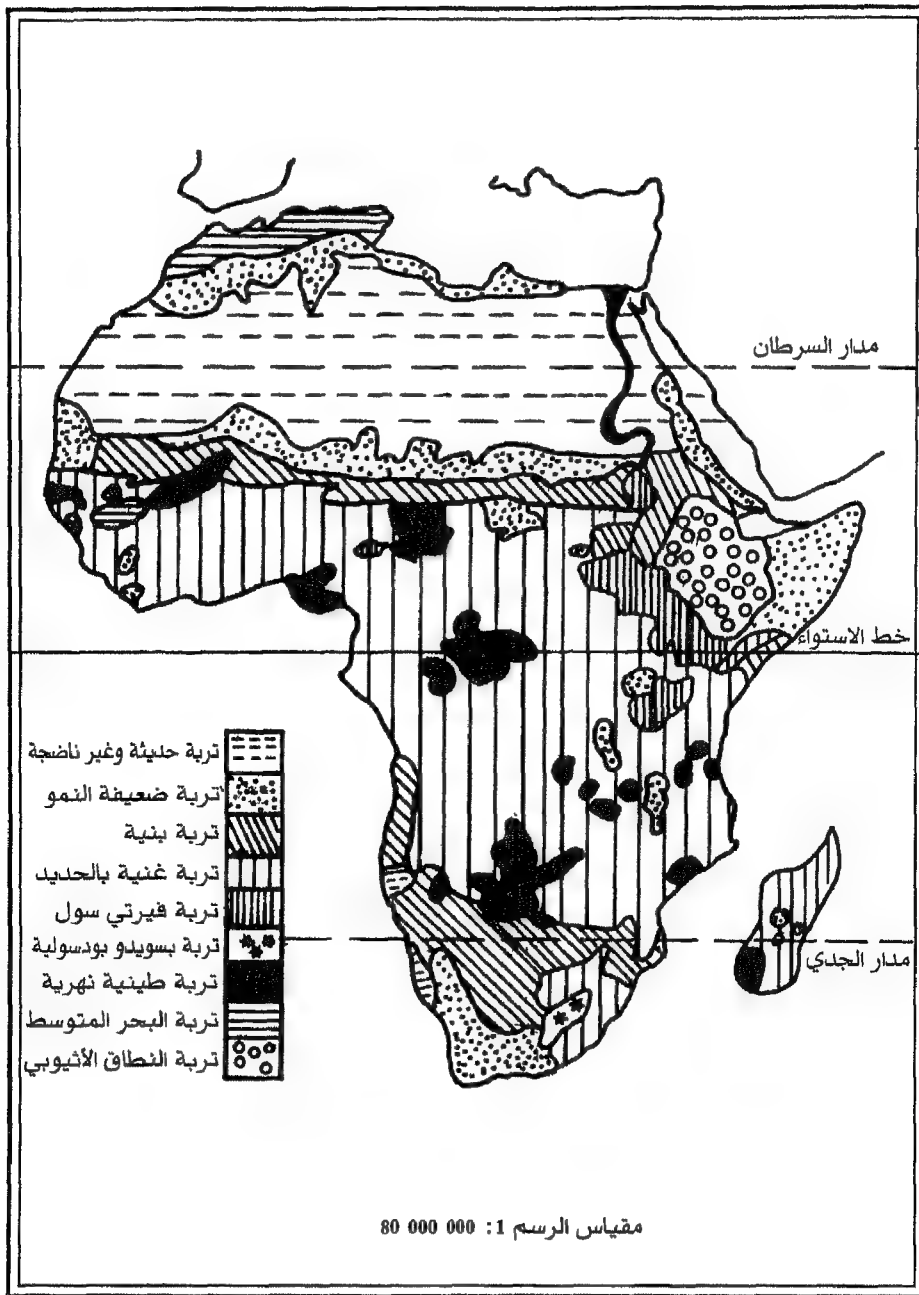 مدار السرطان
خط الاستواء
تربة حديثة وغير ناضجة
تربة ضعيفة النمو
تربة بنية
تربة غنية بالحديد
تربة فيرتي سول
تربة بسويدو بودسولية
تربة طينية نهرية
تربة البحر المتوسط
تربة النطاق الأثيوبي
مدار الجدي
مقياس الرسم 1: 000 000 80